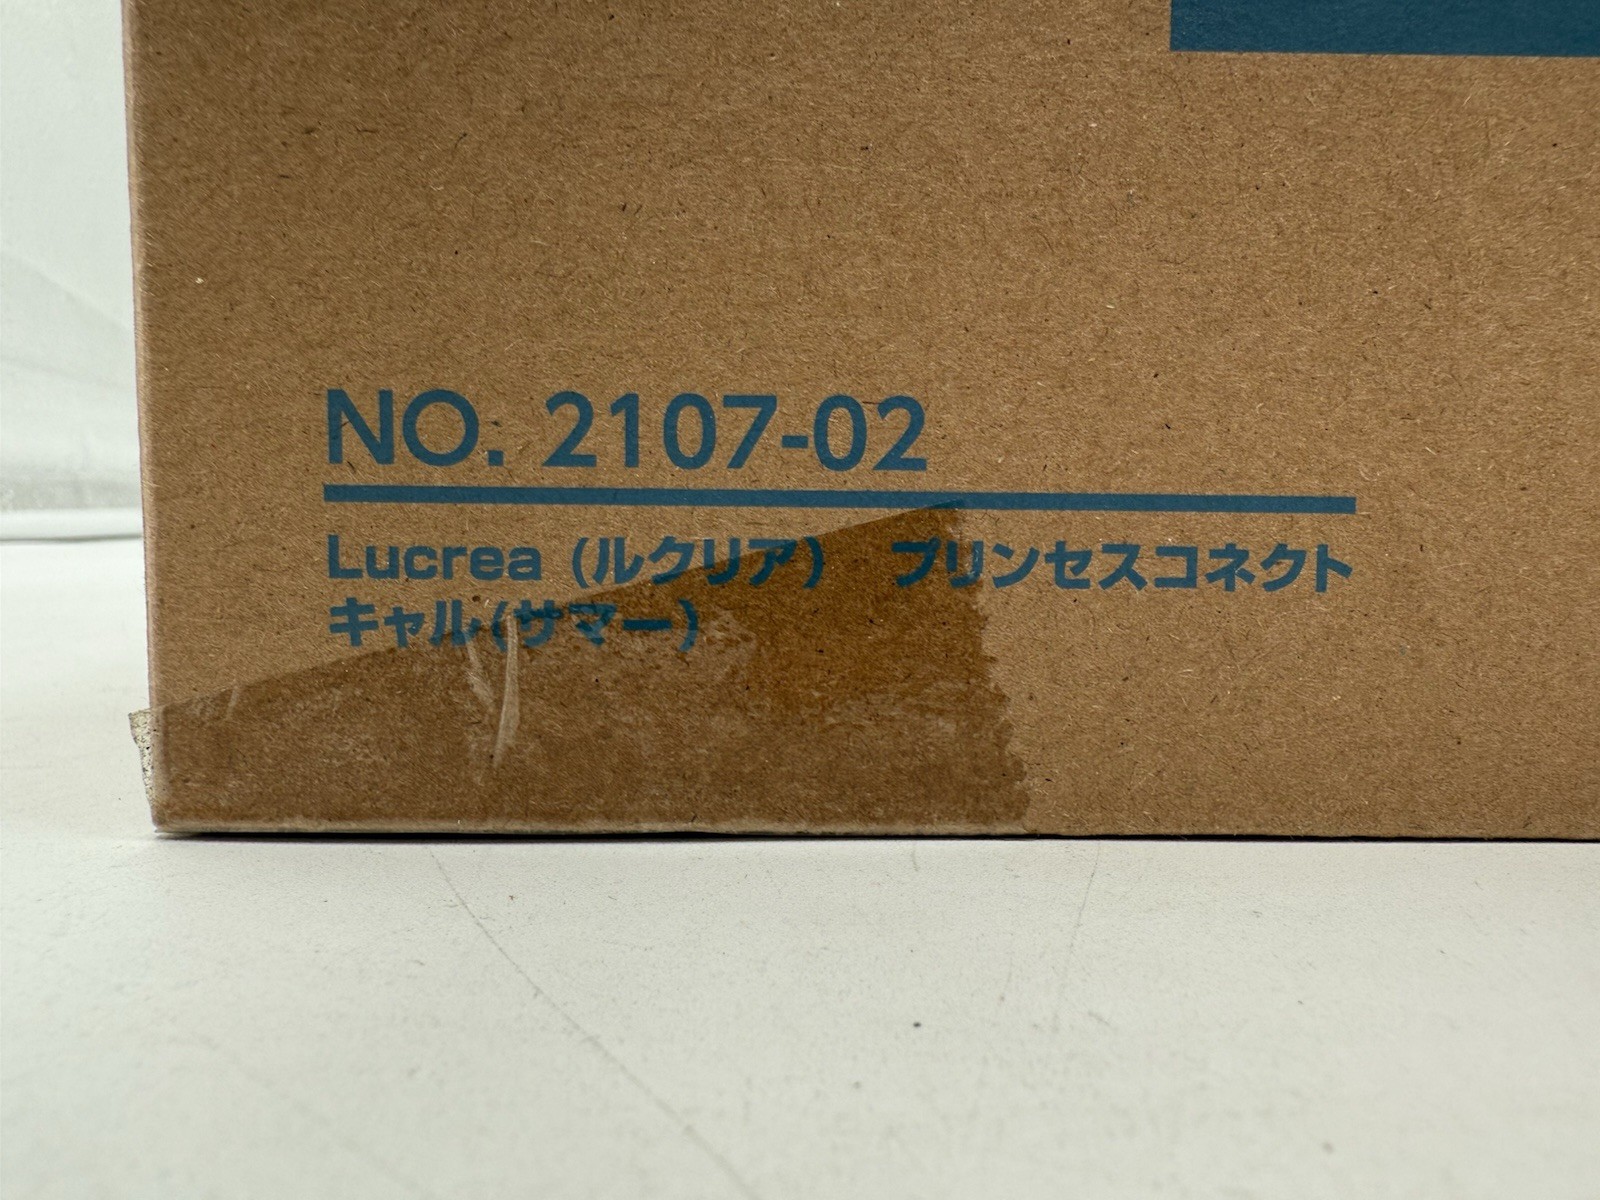 NO. 2107-02
Lucrea (ルクリア)　プリンセスコネクト
キャル(サマー)